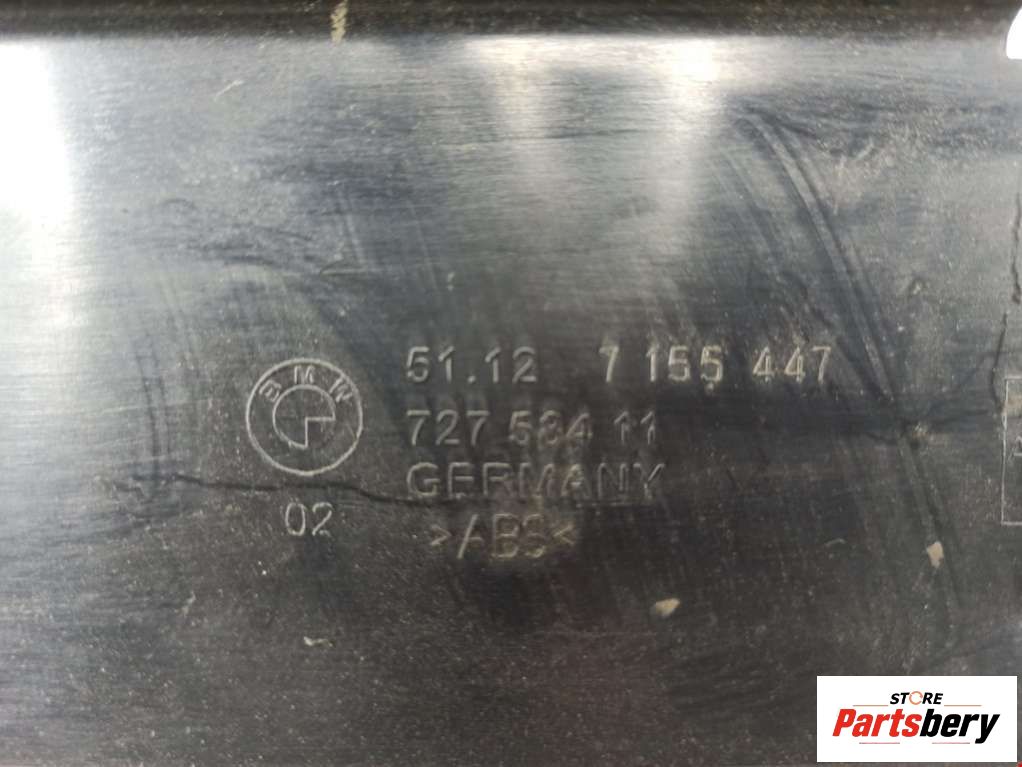 BMW
51.12 7 155 447
727 584 11
GERMANY
02
>ABS<
STORE
Partsbery